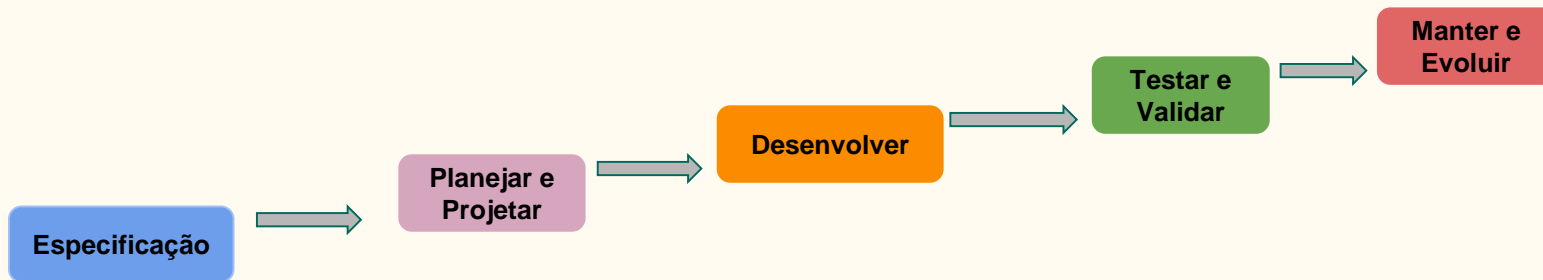 Especificação
Planejar e
Projetar
Desenvolver
Testar e
Validar
Manter e
Evoluir